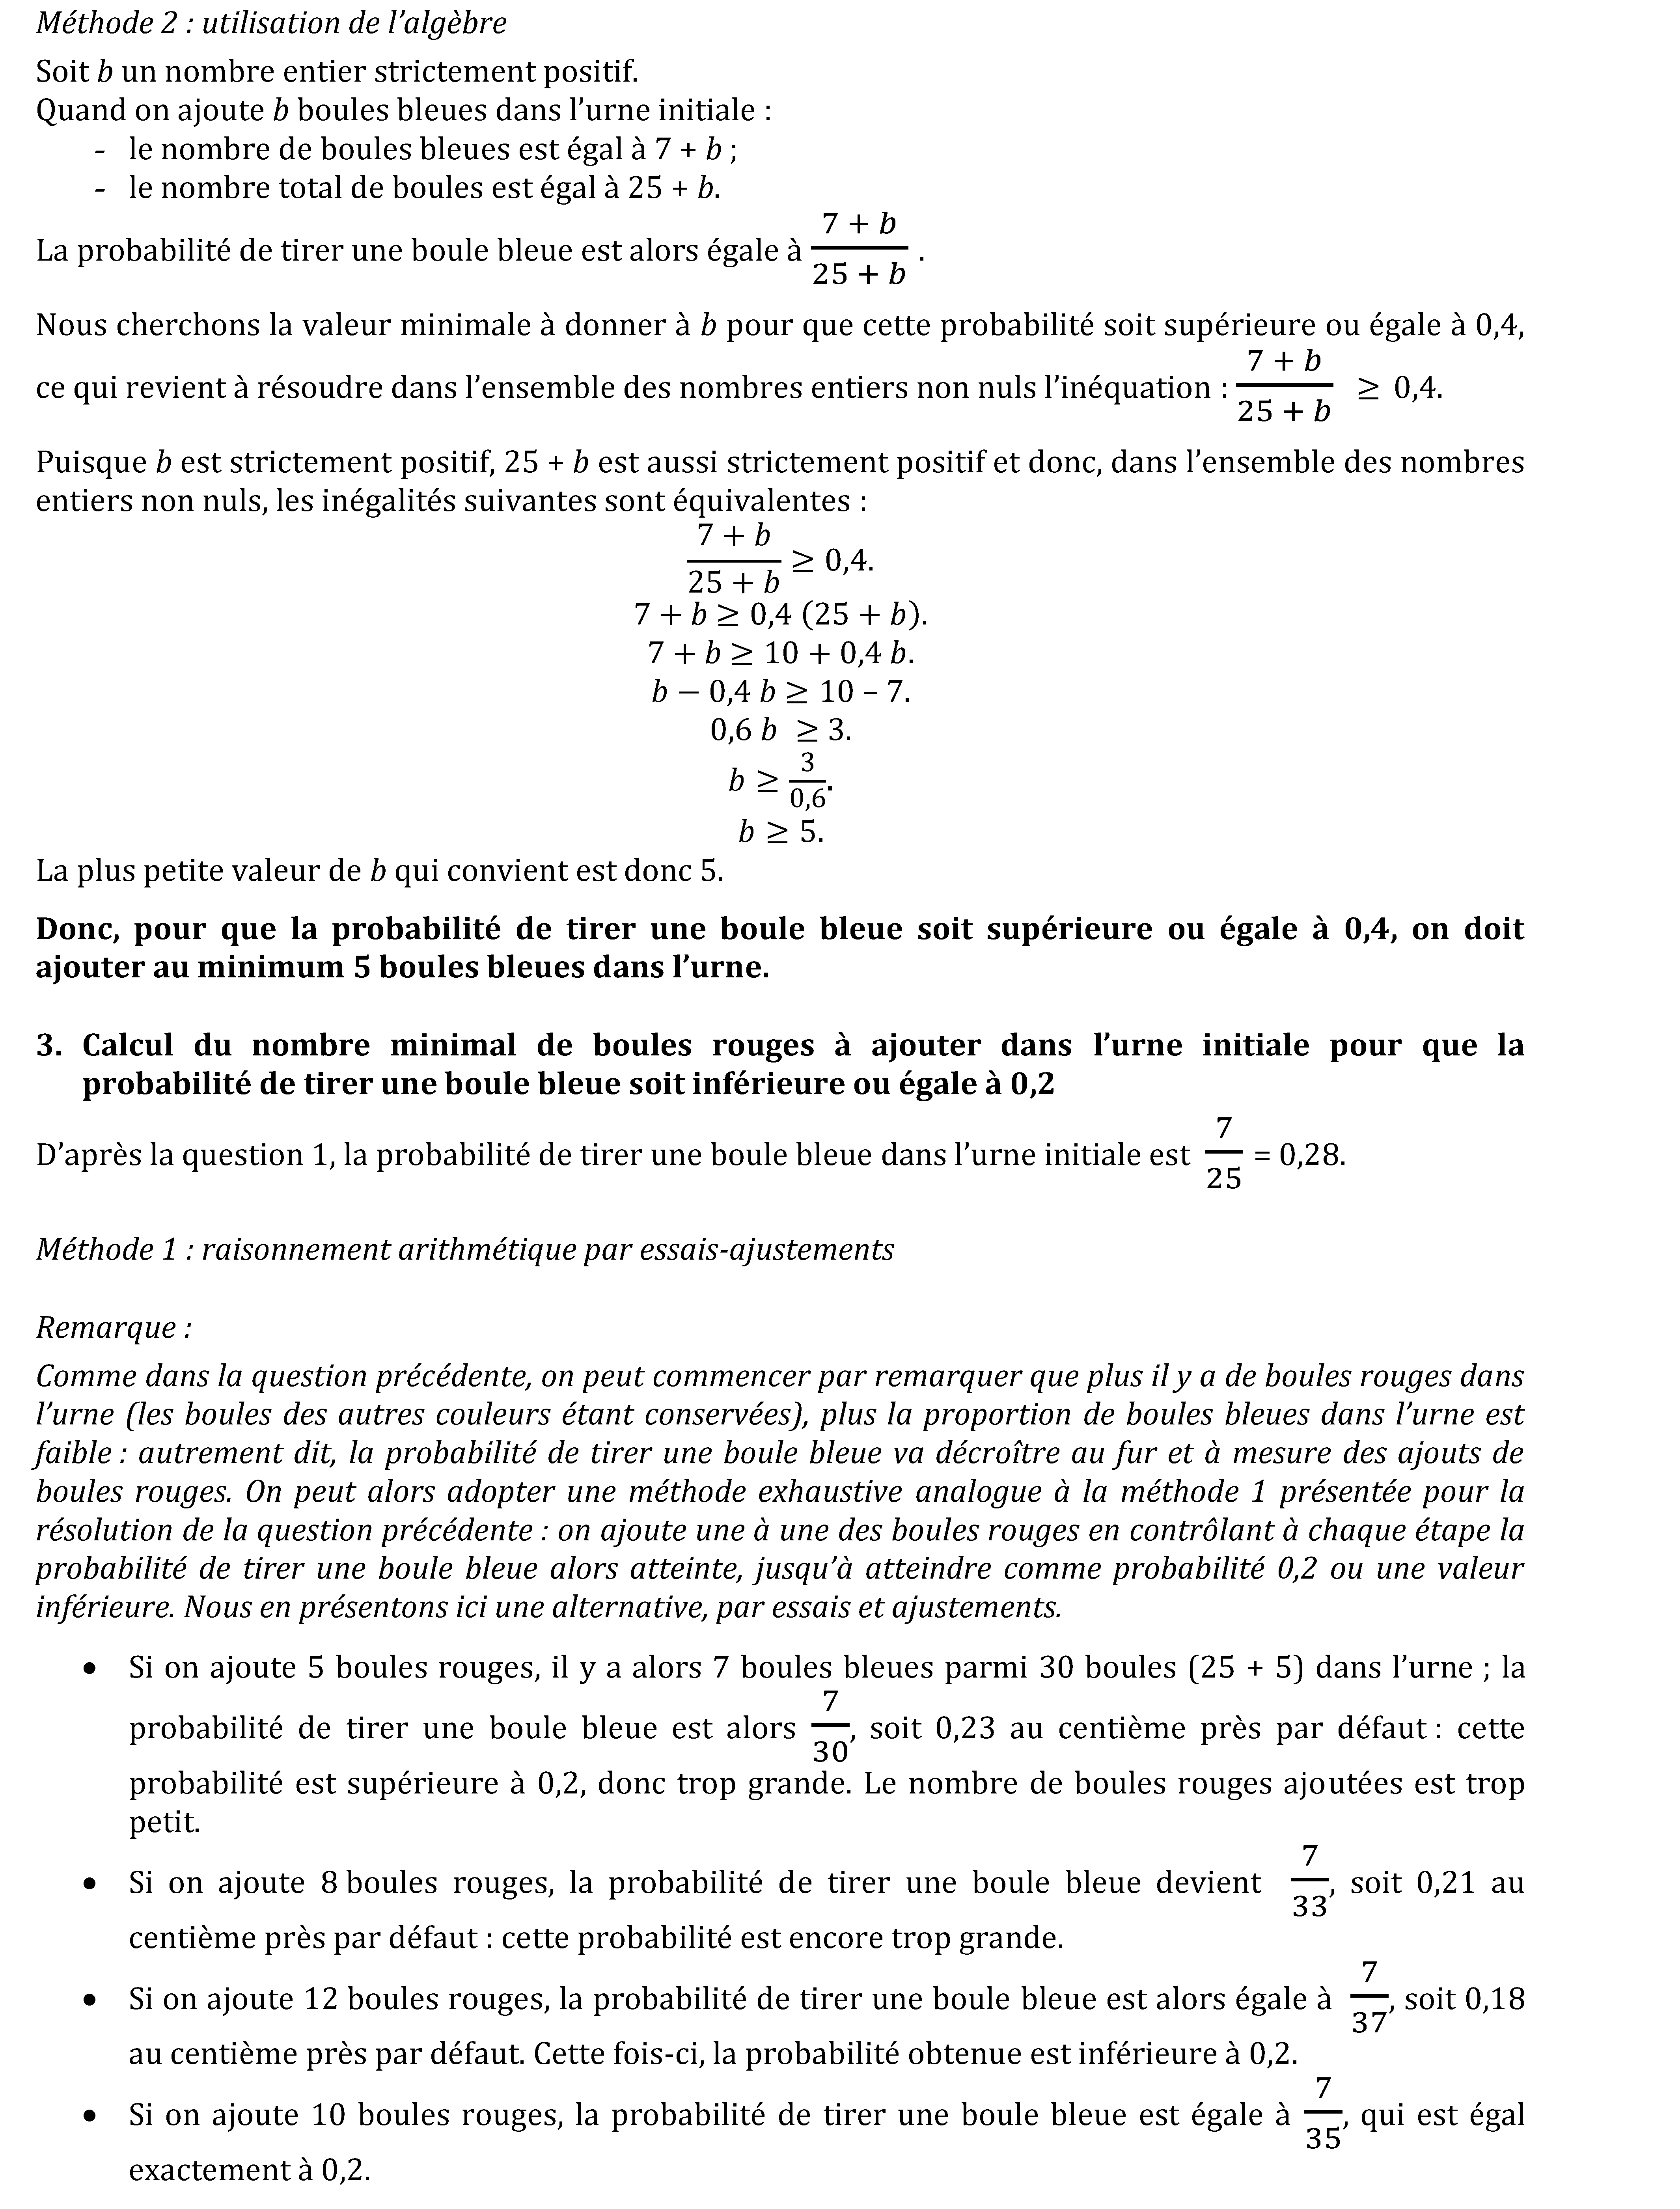 Méthode 2 : utilisation de l’algèbre
Soit b un nombre entier strictement positif.
Quand on ajoute b boules bleues dans l’urne initiale :
- le nombre de boules bleues est égal à 7 + b ;
- le nombre total de boules est égal à 25 + b.
La probabilité de tirer une boule bleue est alors égale à (7 + b)/(25 + b) .
Nous cherchons la valeur minimale à donner à b pour que cette probabilité soit supérieure ou égale à 0,4,
ce qui revient à résoudre dans l’ensemble des nombres entiers non nuls l’inéquation : (7 + b)/(25 + b) ≥ 0,4.
Puisque b est strictement positif, 25 + b est aussi strictement positif et donc, dans l’ensemble des nombres
entiers non nuls, les inégalités suivantes sont équivalentes :
(7 + b)/(25 + b) ≥ 0,4.
7 + b ≥ 0,4 (25 + b).
7 + b ≥ 10 + 0,4 b.
b − 0,4 b ≥ 10 – 7.
0,6 b ≥ 3.
b ≥ 3/0,6.
b ≥ 5.
La plus petite valeur de b qui convient est donc 5.
Donc, pour que la probabilité de tirer une boule bleue soit supérieure ou égale à 0,4, on doit
ajouter au minimum 5 boules bleues dans l’urne.
3. Calcul du nombre minimal de boules rouges à ajouter dans l’urne initiale pour que la
probabilité de tirer une boule bleue soit inférieure ou égale à 0,2
D’après la question 1, la probabilité de tirer une boule bleue dans l’urne initiale est 7/25 = 0,28.
Méthode 1 : raisonnement arithmétique par essais-ajustements
Remarque :
Comme dans la question précédente, on peut commencer par remarquer que plus il y a de boules rouges dans
l’urne (les boules des autres couleurs étant conservées), plus la proportion de boules bleues dans l’urne est
faible : autrement dit, la probabilité de tirer une boule bleue va décroître au fur et à mesure des ajouts de
boules rouges. On peut alors adopter une méthode exhaustive analogue à la méthode 1 présentée pour la
résolution de la question précédente : on ajoute une à une des boules rouges en contrôlant à chaque étape la
probabilité de tirer une boule bleue alors atteinte, jusqu’à atteindre comme probabilité 0,2 ou une valeur
inférieure. Nous en présentons ici une alternative, par essais et ajustements.
• Si on ajoute 5 boules rouges, il y a alors 7 boules bleues parmi 30 boules (25 + 5) dans l’urne ; la
probabilité de tirer une boule bleue est alors 7/30, soit 0,23 au centième près par défaut : cette
probabilité est supérieure à 0,2, donc trop grande. Le nombre de boules rouges ajoutées est trop
petit.
• Si on ajoute 8 boules rouges, la probabilité de tirer une boule bleue devient 7/33, soit 0,21 au
centième près par défaut : cette probabilité est encore trop grande.
• Si on ajoute 12 boules rouges, la probabilité de tirer une boule bleue est alors égale à 7/37, soit 0,18
au centième près par défaut. Cette fois-ci, la probabilité obtenue est inférieure à 0,2.
• Si on ajoute 10 boules rouges, la probabilité de tirer une boule bleue est égale à 7/35, qui est égal
exactement à 0,2.